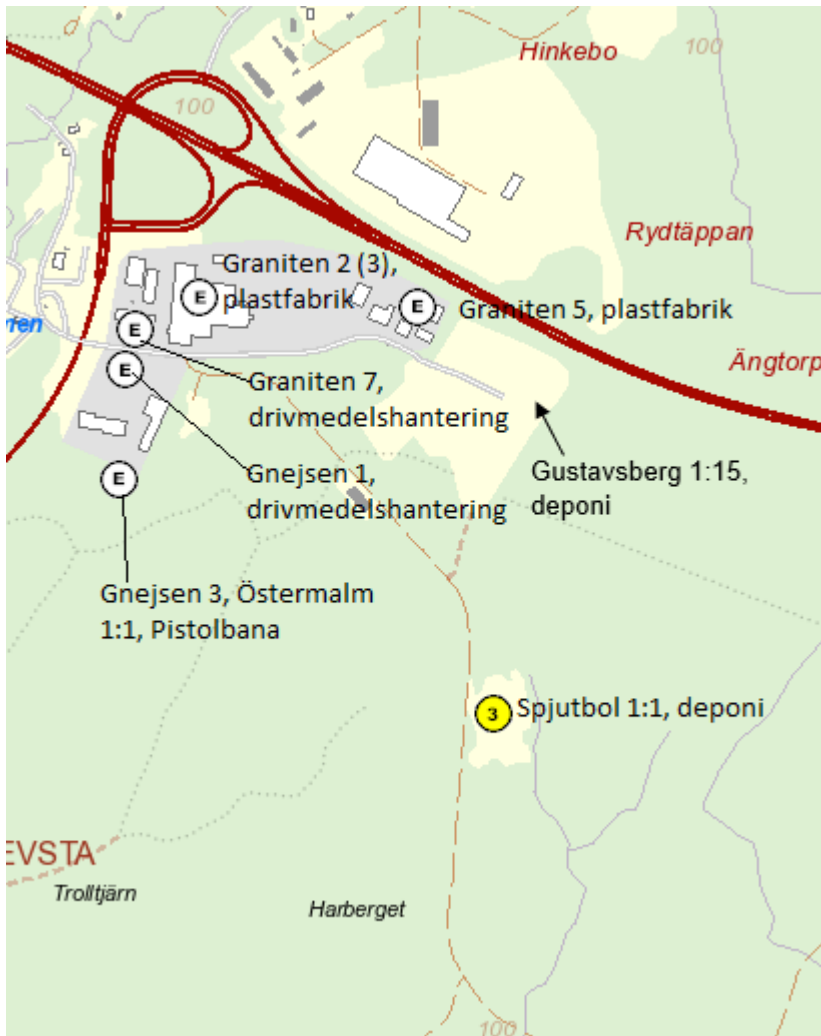 Hinkebo
100
100
Rydtäppan
Graniten 2 (3),
plastfabrik
E
E
Graniten 5, plastfabrik
E
Ängtorp
E
Graniten 7,
drivmedelshantering
Gnejsen 1,
drivmedelshantering
Gustavsberg 1:15,
deponi
E
Gnejsen 3, Östermalm
1:1, Pistolbana
3
Spjutbol 1:1, deponi
EVSTA
Trolltjärn
Harberget
100